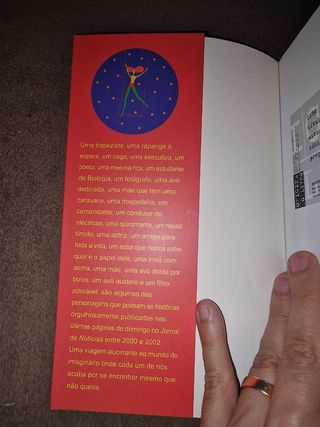 Uma trapezista, uma rapariga à
espera, um cego, uma executiva, um
poeta, uma menina rica, um estudante
de Biologia, um fotógrafo, uma avó
dedicada, uma mãe que tem uma
caravana, uma hospedeira, um
comandante, um condutor de
eléctricos, uma quiromante, um rapaz
tímido, uma actriz, um amigo para
toda a vida, um actor que nunca sabe
qual é o papel dele, uma irmã com
asma, uma mãe, uma avó doida por
bolos, um avô austero e um filho
adorável, são algumas das
personagens que povoam as histórias
orgulhosamente publicadas nas
últimas páginas de domingo no Jornal
de Notícias entre 2000 e 2002.
Uma viagem alucinante ao mundo do
imaginário onde cada um de nós
acaba por se encontrar mesmo que
não queira.